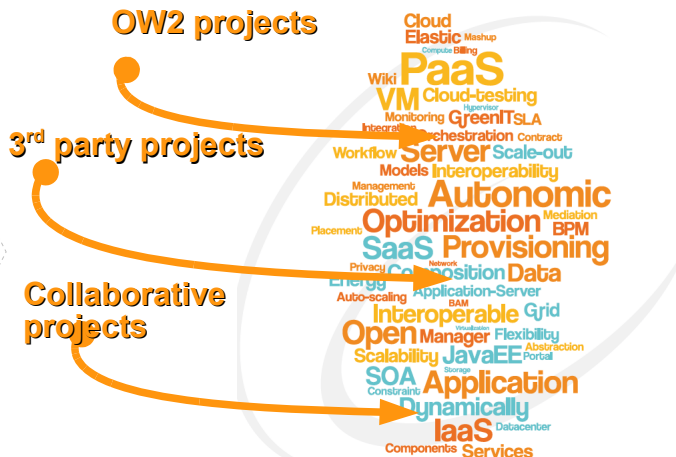 OW2 projects
3rd party projects
Collaborative
projects
Cloud
Elastic Mashup
Compute Billing
Wiki PaaS
VM Cloud-testing
Hypervisor
Monitoring GreenIT SLA
Integration Orchestration Contract
Workflow Server Scale-out
Models Interoperability
Management
Distributed Autonomic
Placement Optimization Mediation
BPM
SaaS Provisioning
Privacy Network
Energy Composition Data
Auto-scaling Application-Server
BAM
Interoperable Grid
Virtualization
Open Manager Flexibility
Abstraction
Scalability JavaEE Portal
Storage
SOA Application
Constraint
Dynamically
IaaS Datacenter
Components Services